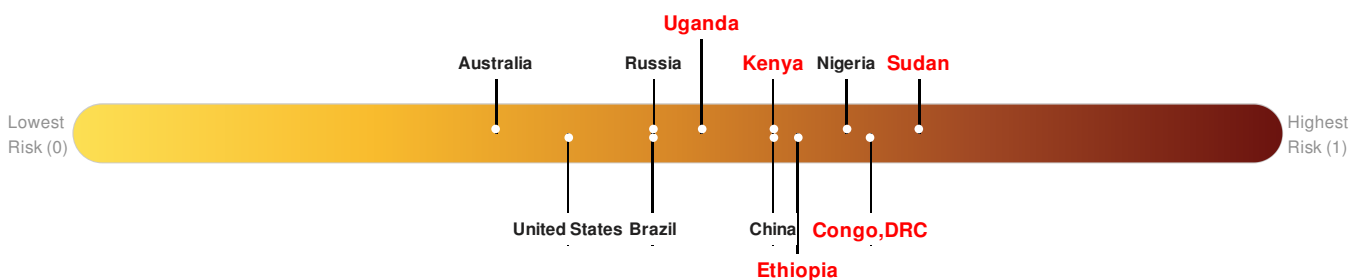 Uganda
Australia
Russia
Kenya
Nigeria
Sudan
Lowest
Risk (0)
Highest
Risk (1)
United States
Brazil
China
Congo,DRC
Ethiopia